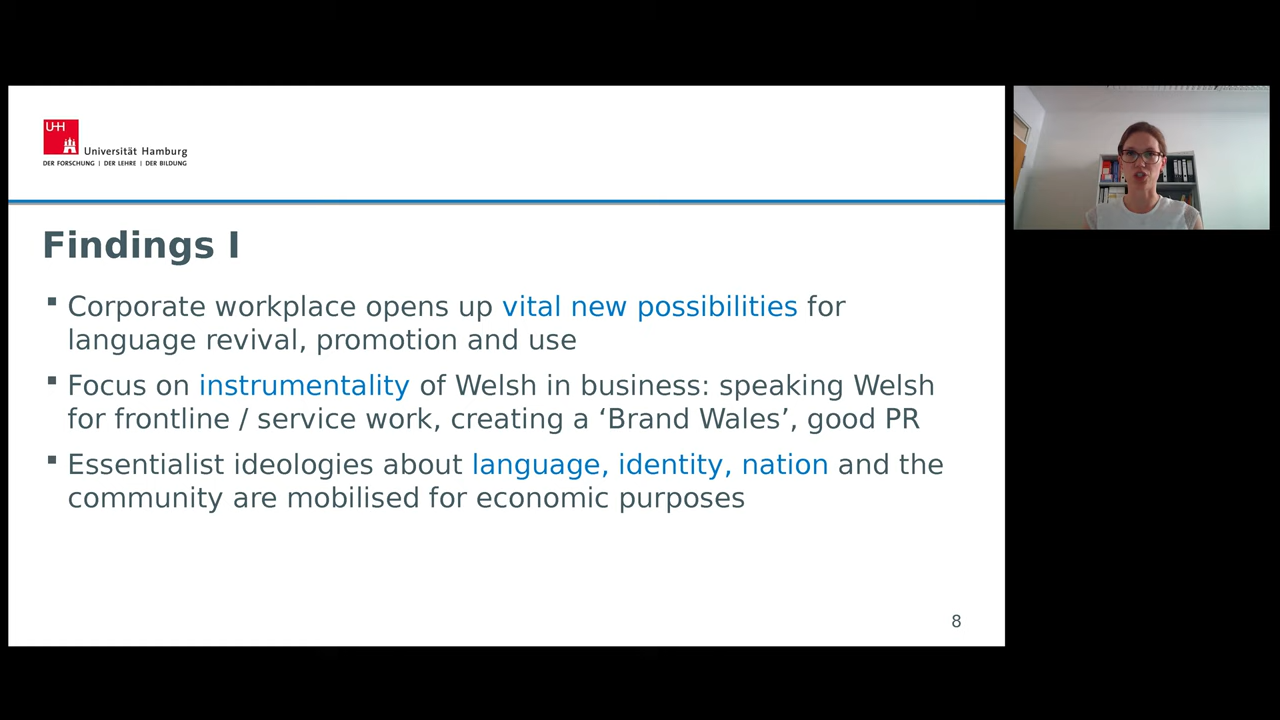 UHH
Universität Hamburg
DER FORSCHUNG | DER LEHRE | DER BILDUNG
Findings I
▪ Corporate workplace opens up vital new possibilities for
language revival, promotion and use
▪ Focus on instrumentality of Welsh in business: speaking Welsh
for frontline / service work, creating a ‘Brand Wales’, good PR
▪ Essentialist ideologies about language, identity, nation and the
community are mobilised for economic purposes
8